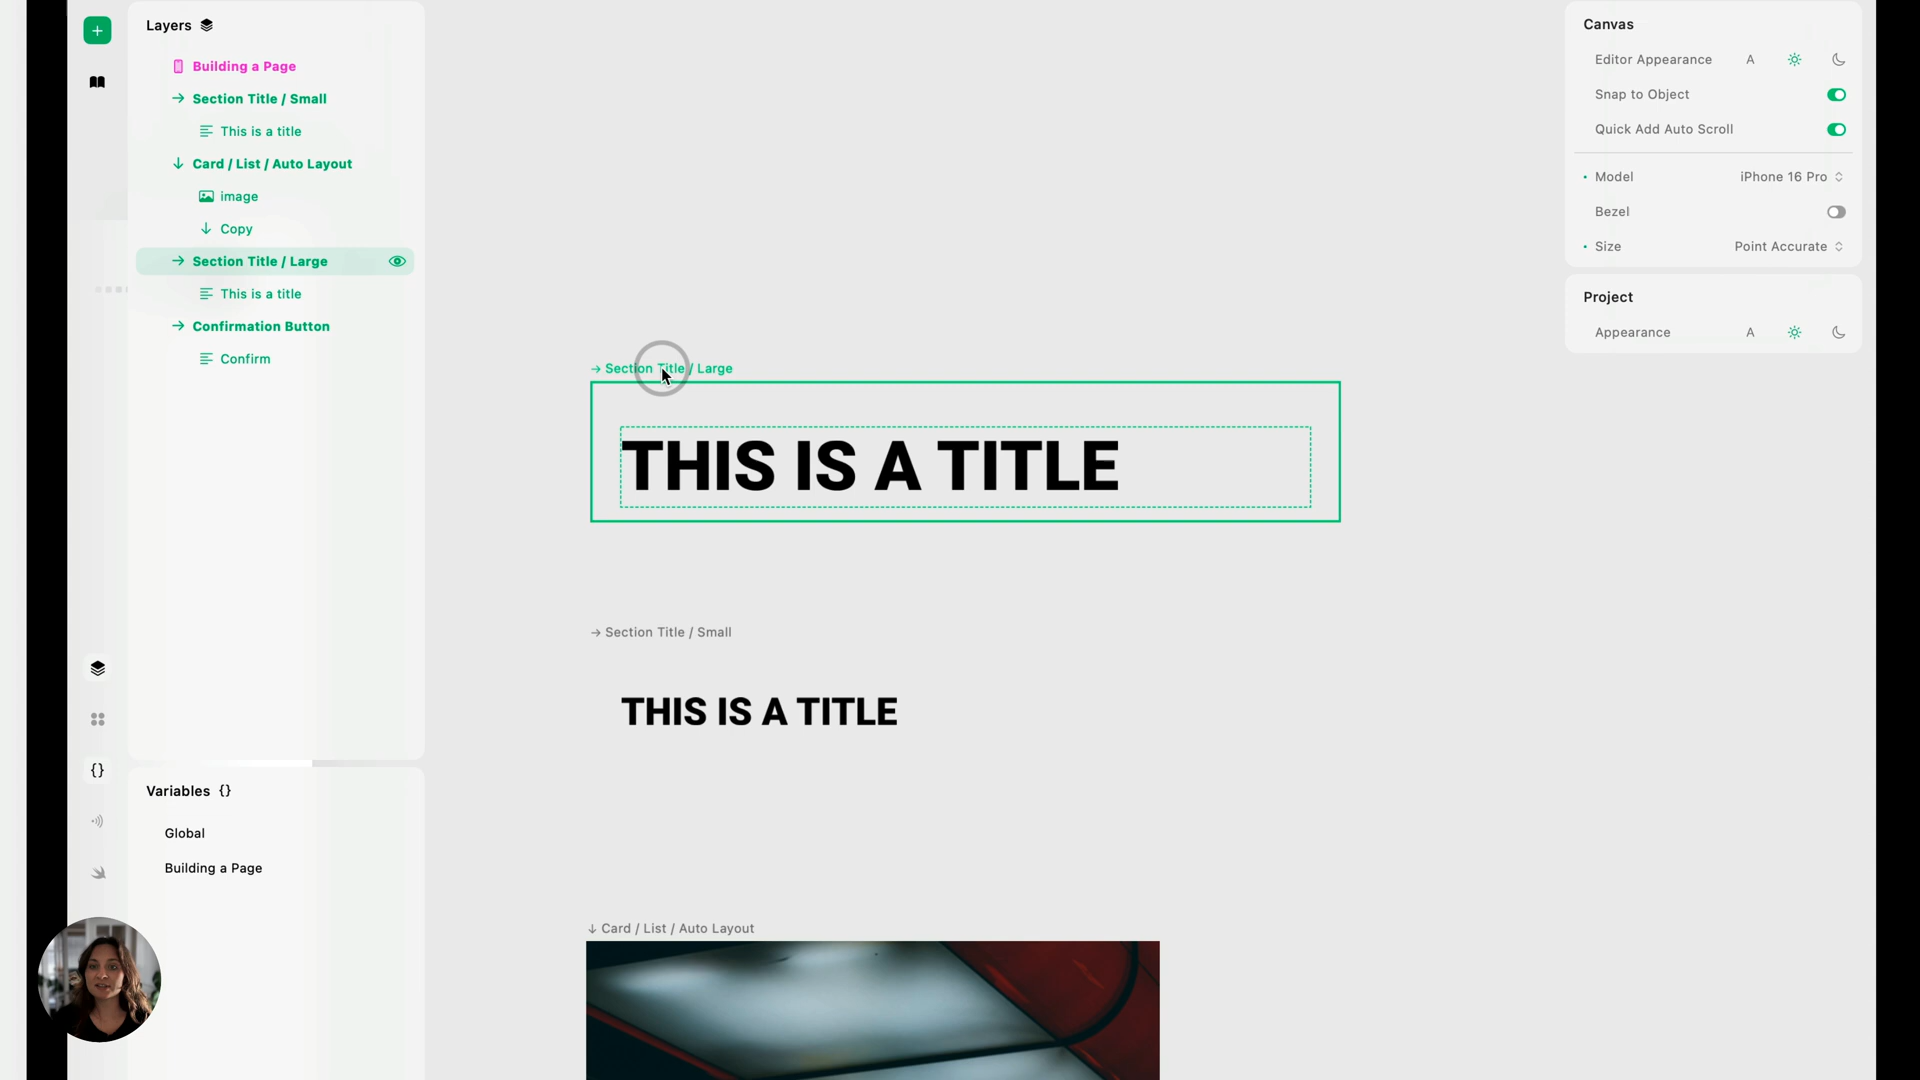 Layers
Building a Page
Section Title / Small
This is a title
Card / List / Auto Layout
image
Copy
Section Title / Large
This is a title
Confirmation Button
Confirm
Variables {}
Global
Building a Page
{}
→ Section Title / Large
THIS IS A TITLE
→ Section Title / Small
THIS IS A TITLE
↓ Card / List / Auto Layout
Canvas
Editor Appearance A
Snap to Object
Quick Add Auto Scroll
Model iPhone 16 Pro
Bezel
Size Point Accurate
Project
Appearance A